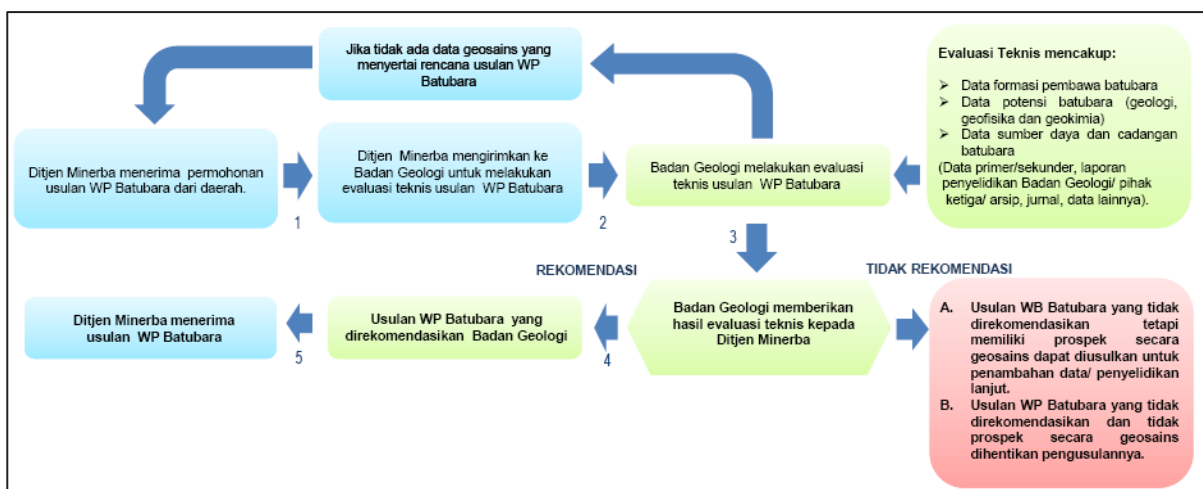 Jika tidak ada data geosains yang
menyertai rencana usulan WP
Batubara
Evaluasi Teknis mencakup:
➢ Data formasi pembawa batubara
➢ Data potensi batubara (geologi,
geofisika dan geokimia)
➢ Data sumber daya dan cadangan
batubara
(Data primer/sekunder, laporan
penyelidikan Badan Geologi/ pihak
ketiga/ arsip, jurnal, data lainnya).
Ditjen Minerba menerima permohonan
usulan WP Batubara dari daerah.
1
Ditjen Minerba mengirimkan ke
Badan Geologi untuk melakukan
evaluasi teknis usulan WP Batubara
2
Badan Geologi melakukan evaluasi
teknis usulan WP Batubara
3
REKOMENDASI
TIDAK REKOMENDASI
Badan Geologi memberikan
hasil evaluasi teknis kepada
Ditjen Minerba
4
Usulan WP Batubara yang
direkomendasikan Badan Geologi
5
Ditjen Minerba menerima
usulan WP Batubara
A. Usulan WB Batubara yang tidak
direkomendasikan tetapi
memiliki prospek secara
geosains dapat diusulkan untuk
penambahan data/ penyelidikan
lanjut.
B. Usulan WP Batubara yang tidak
direkomendasikan dan tidak
prospek secara geosains
dihentikan pengusulannya.